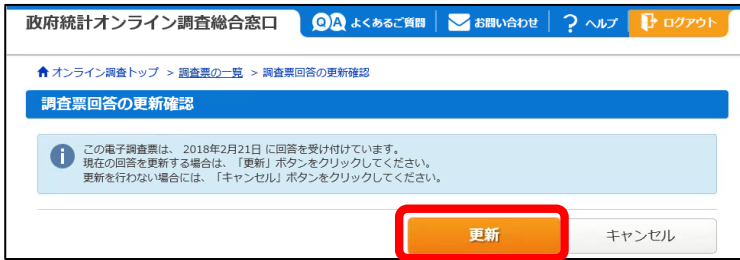 政府統計オンライン調査総合窓口 QA よくあるご質問 お問い合わせ ? ヘルプ ログアウト
オンライン調査トップ > 調査票の一覧 > 調査票回答の更新確認
調査票回答の更新確認
この電子調査票は、 2018年2月21日 に回答を受け付けています。
現在の回答を更新する場合は、「更新」ボタンをクリックしてください。
更新を行わない場合には、「キャンセル」ボタンをクリックしてください。
更新 キャンセル